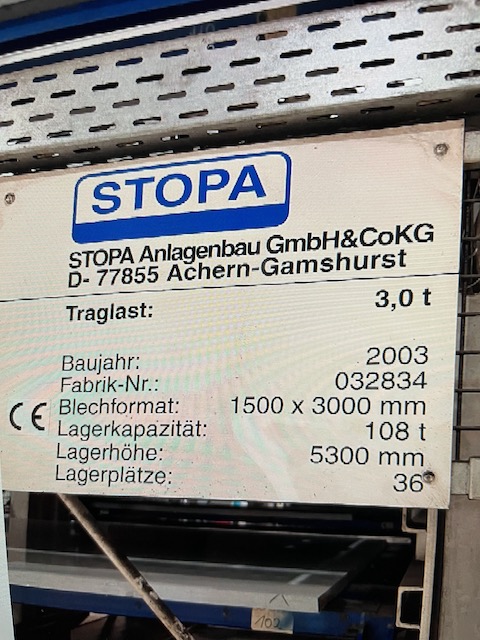 STOPA
STOPA Anlagenbau GmbH&CoKG
D- 77855 Achern-Gamshurst
Traglast: 3,0 t
Baujahr: 2003
Fabrik-Nr.: 032834
CE Blechformat: 1500 x 3000 mm
Lagerkapazität: 108 t
Lagerhöhe: 5300 mm
Lagerplätze: 36
102